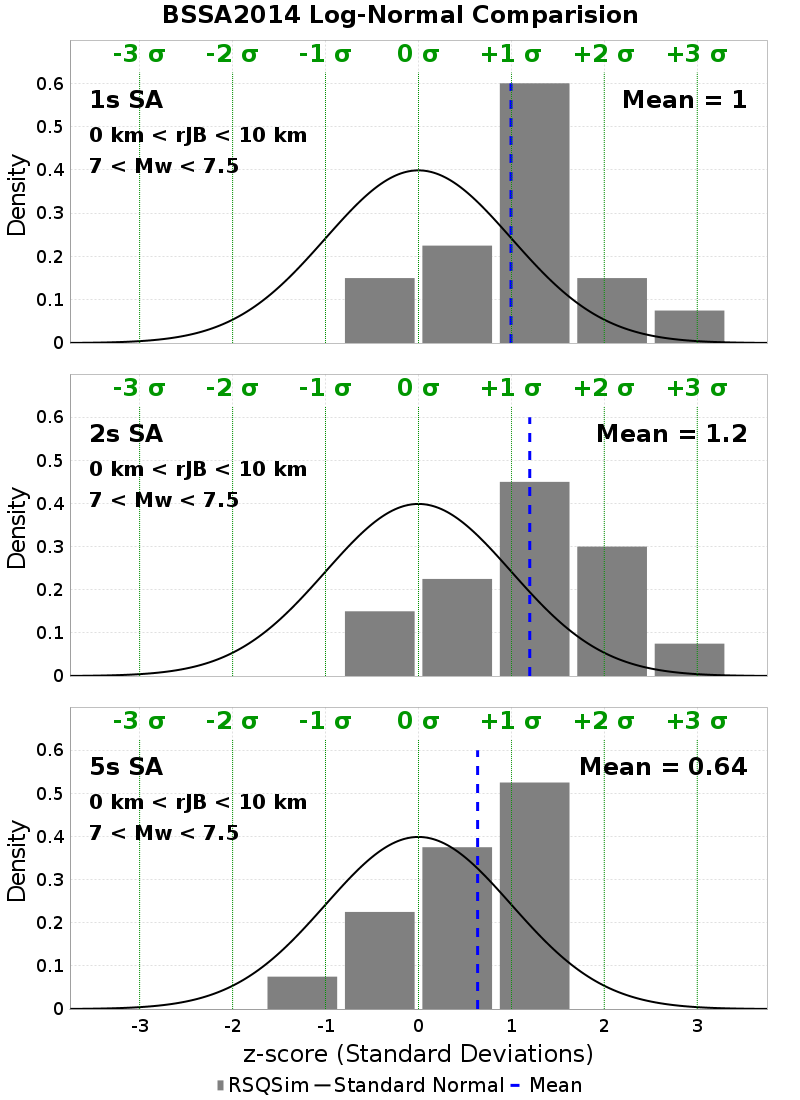 BSSA2014 Log-Normal Comparision
-3 σ -2 σ -1 σ 0 σ +1 σ +2 σ +3 σ
1s SA
Mean = 1
0 km < rJB < 10 km
7 < Mw < 7.5
Density
0.6
0.5
0.4
0.3
0.2
0.1
0
-3 σ -2 σ -1 σ 0 σ +1 σ +2 σ +3 σ
2s SA
Mean = 1.2
0 km < rJB < 10 km
7 < Mw < 7.5
Density
0.6
0.5
0.4
0.3
0.2
0.1
0
-3 σ -2 σ -1 σ 0 σ +1 σ +2 σ +3 σ
5s SA
Mean = 0.64
0 km < rJB < 10 km
7 < Mw < 7.5
Density
0.6
0.5
0.4
0.3
0.2
0.1
0
-3 -2 -1 0 1 2 3
z-score (Standard Deviations)
RSQSim Standard Normal Mean